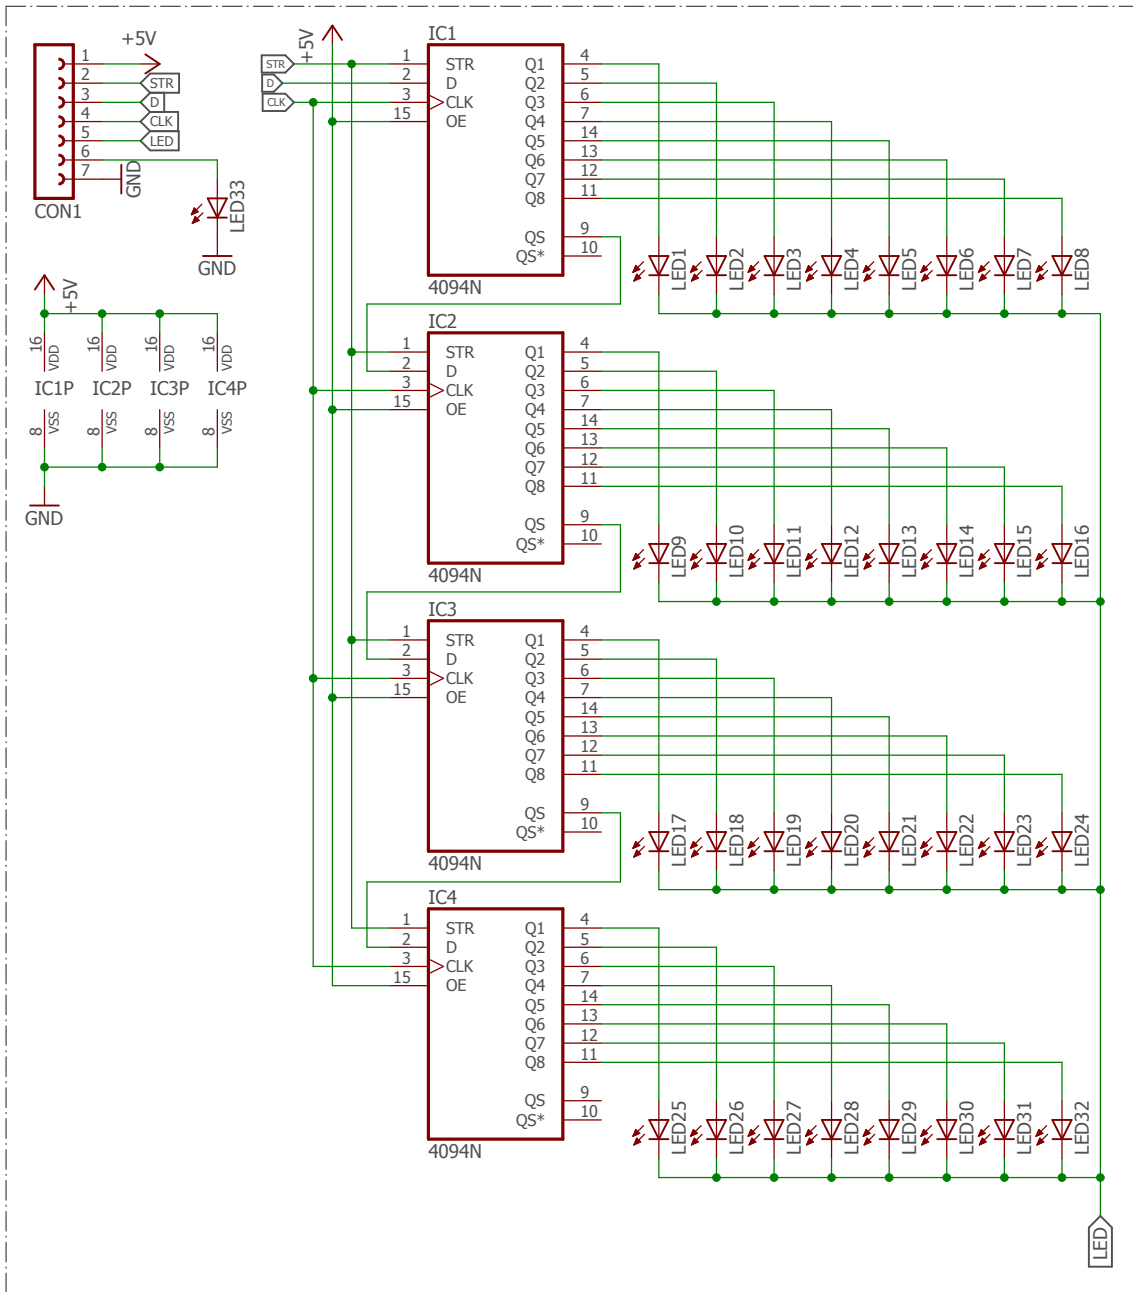 +5V
1
2
3
4
5
6
7
STR
D
CLK
LED
GND
CON1
LED33
GND
+5V
16
VDD
16
VDD
16
VDD
16
VDD
IC1P
IC2P
IC3P
IC4P
8
VSS
8
VSS
8
VSS
8
VSS
GND
STR
D
CLK
+5V
IC1
1 STR Q1 4
2 D Q2 5
3 CLK Q3 6
15 OE Q4 7
Q5 14
Q6 13
Q7 12
Q8 11
QS 9
QS* 10
4094N
LED1 LED2 LED3 LED4 LED5 LED6 LED7 LED8
IC2
1 STR Q1 4
2 D Q2 5
3 CLK Q3 6
15 OE Q4 7
Q5 14
Q6 13
Q7 12
Q8 11
QS 9
QS* 10
4094N
LED9 LED10 LED11 LED12 LED13 LED14 LED15 LED16
IC3
1 STR Q1 4
2 D Q2 5
3 CLK Q3 6
15 OE Q4 7
Q5 14
Q6 13
Q7 12
Q8 11
QS 9
QS* 10
4094N
LED17 LED18 LED19 LED20 LED21 LED22 LED23 LED24
IC4
1 STR Q1 4
2 D Q2 5
3 CLK Q3 6
15 OE Q4 7
Q5 14
Q6 13
Q7 12
Q8 11
QS 9
QS* 10
4094N
LED25 LED26 LED27 LED28 LED29 LED30 LED31 LED32
LED